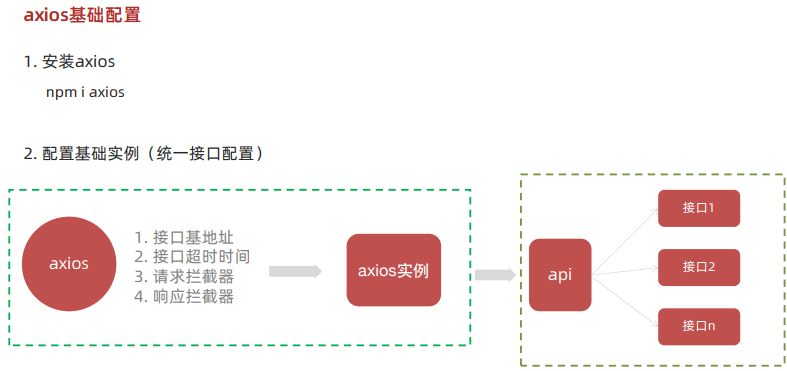 axios基础配置
1. 安装axios
npm i axios
2. 配置基础实例（统一接口配置）
axios
1. 接口基地址
2. 接口超时时间
3. 请求拦截器
4. 响应拦截器
axios实例
api
接口1
接口2
接口n